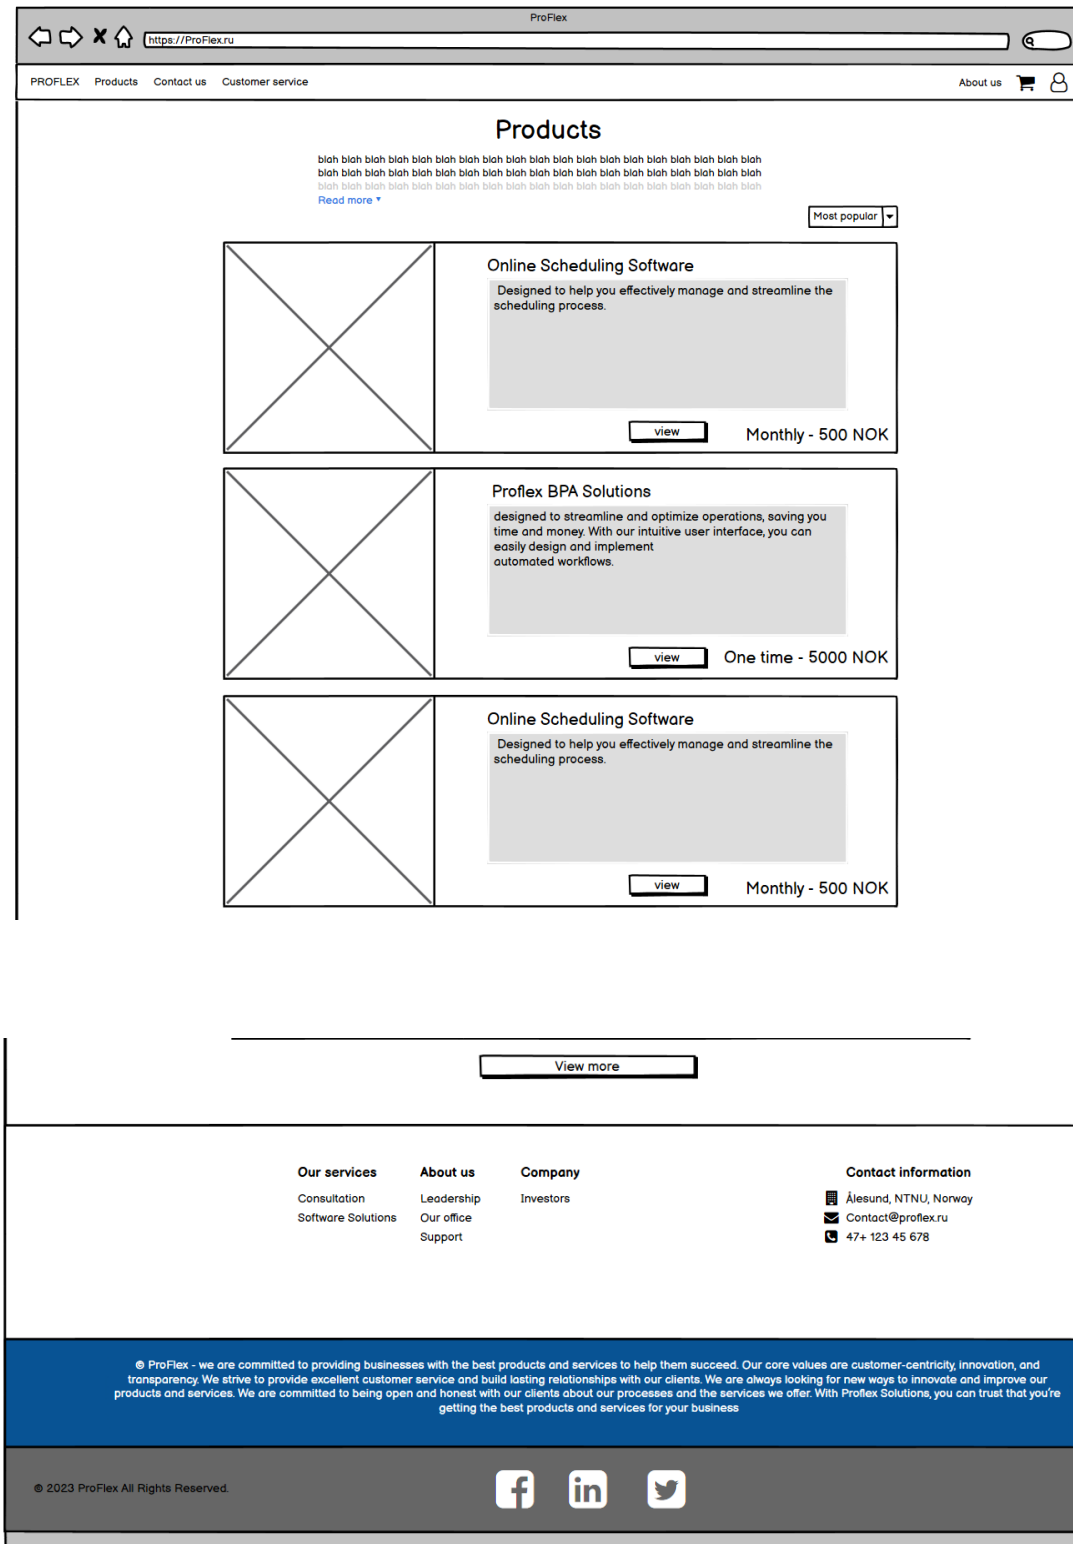 ProFlex
https://ProFlex.ru
PROFLEX Products Contact us Customer service About us
Products
blah blah blah blah blah blah blah blah blah blah blah blah blah blah blah blah blah blah blah
blah blah blah blah blah blah blah blah blah blah blah blah blah blah blah blah blah blah blah
blah blah blah blah blah blah blah blah blah blah blah blah blah blah blah blah blah blah blah
Read more
Most popular
Online Scheduling Software
Designed to help you effectively manage and streamline the
scheduling process.
view
Monthly - 500 NOK
Proflex BPA Solutions
designed to streamline and optimize operations, saving you
time and money. With our intuitive user interface, you can
easily design and implement
automated workflows.
view
One time - 5000 NOK
Online Scheduling Software
Designed to help you effectively manage and streamline the
scheduling process.
view
Monthly - 500 NOK
View more
Our services
Consultation
Software Solutions
About us
Leadership
Our office
Support
Company
Investors
Contact information
Ålesund, NTNU, Norway
Contact@proflex.ru
47+ 123 45 678
© ProFlex - we are committed to providing businesses with the best products and services to help them succeed. Our core values are customer-centricity, innovation, and
transparency. We strive to provide excellent customer service and build lasting relationships with our clients. We are always looking for new ways to innovate and improve our
products and services. We are committed to being open and honest with our clients about our processes and the services we offer. With Proflex Solutions, you can trust that you're
getting the best products and services for your business
© 2023 ProFlex All Rights Reserved.